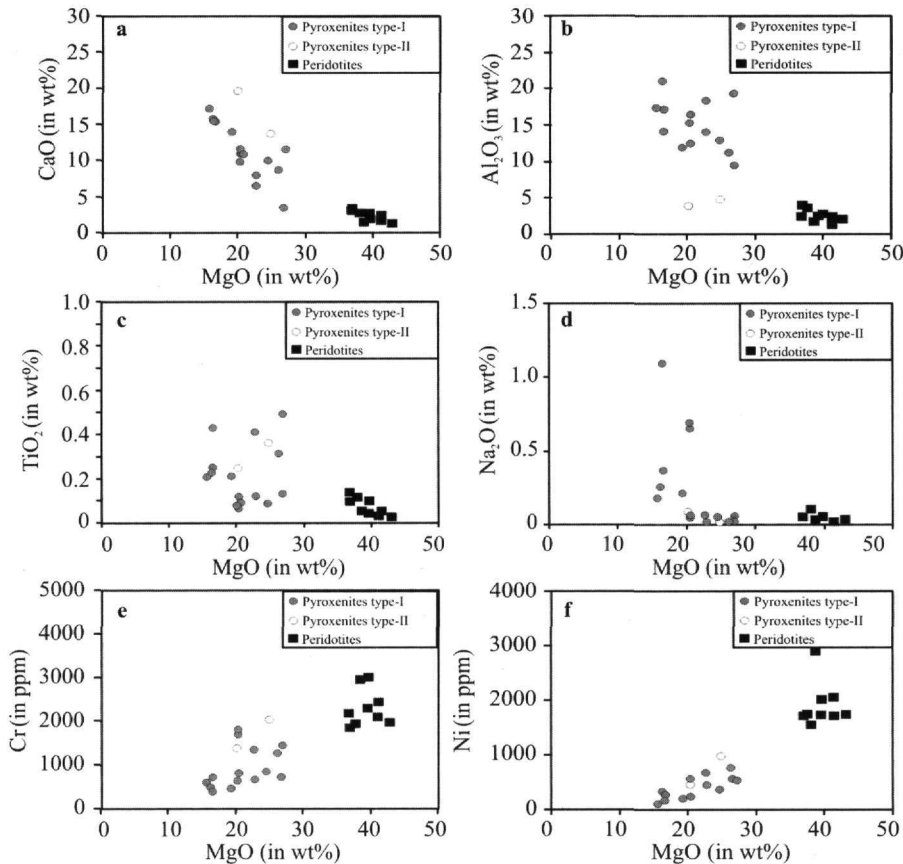 a
Pyroxenites type-I
Pyroxenites type-II
Peridotites
CaO (in wt%)
30
25
20
15
10
5
0
0 10 20 30 40 50
MgO (in wt%)
b
Pyroxenites type-I
Pyroxenites type-II
Peridotites
Al₂O₃ (in wt%)
30
25
20
15
10
5
0
0 10 20 30 40 50
MgO (in wt%)
c
Pyroxenites type-I
Pyroxenites type-II
Peridotites
TiO₂ (in wt%)
1.0
0.8
0.6
0.4
0.2
0
0 10 20 30 40 50
MgO (in wt%)
d
Pyroxenites type-I
Pyroxenites type-II
Peridotites
Na₂O (in wt%)
1.5
1.0
0.5
0
0 10 20 30 40 50
MgO (in wt%)
e
Pyroxenites type-I
Pyroxenites type-II
Peridotites
Cr (in ppm)
5000
4000
3000
2000
1000
0
0 10 20 30 40 50
MgO (in wt%)
f
Pyroxenites type-I
Pyroxenites type-II
Peridotites
Ni (in ppm)
4000
3000
2000
1000
0
0 10 20 30 40 50
MgO (in wt%)